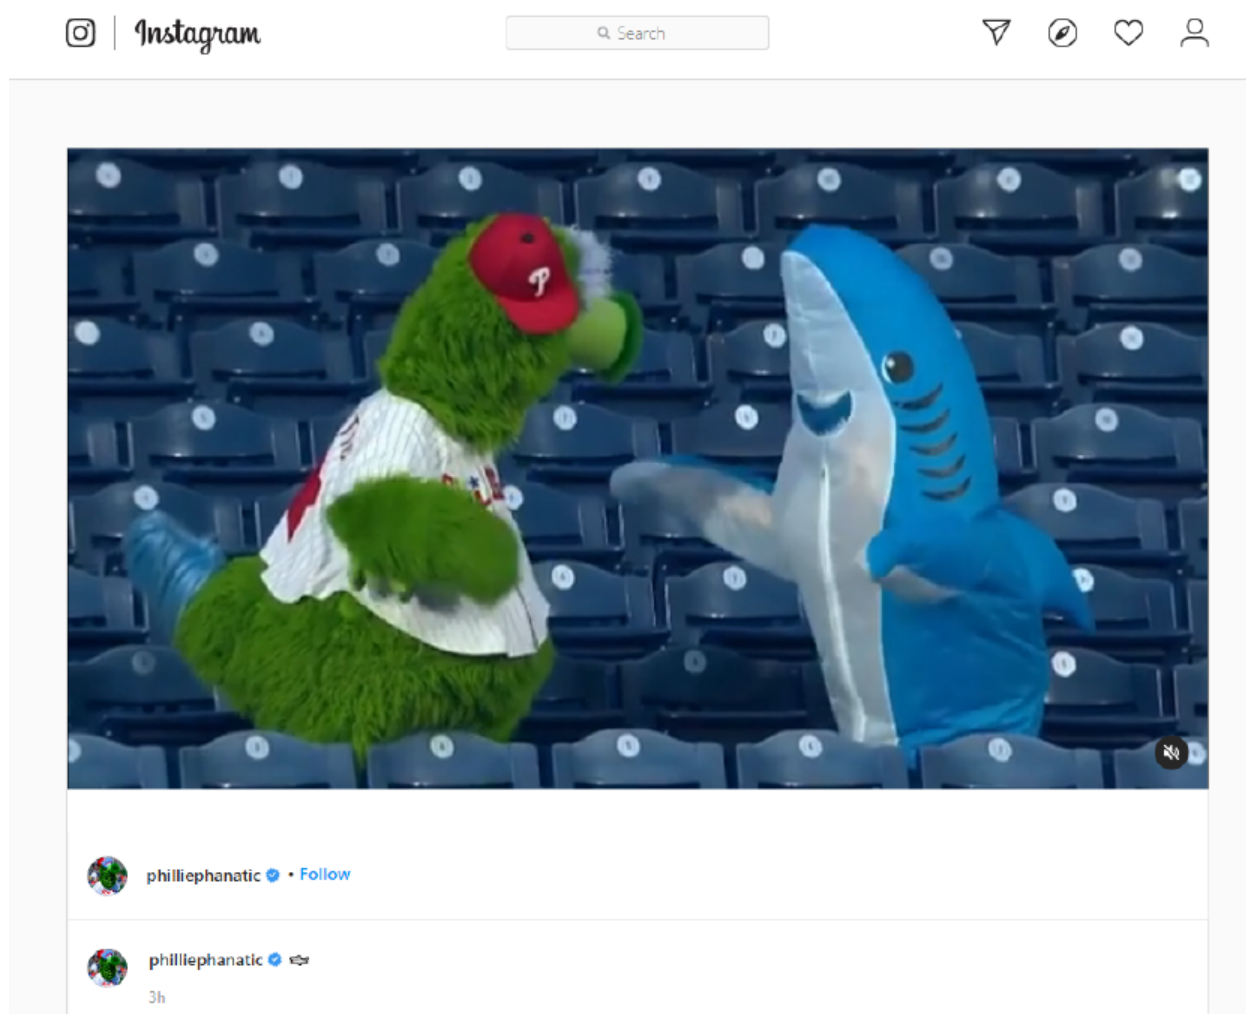 Instagram
Search
P
philliephanatic • Follow
philliephanatic
3h